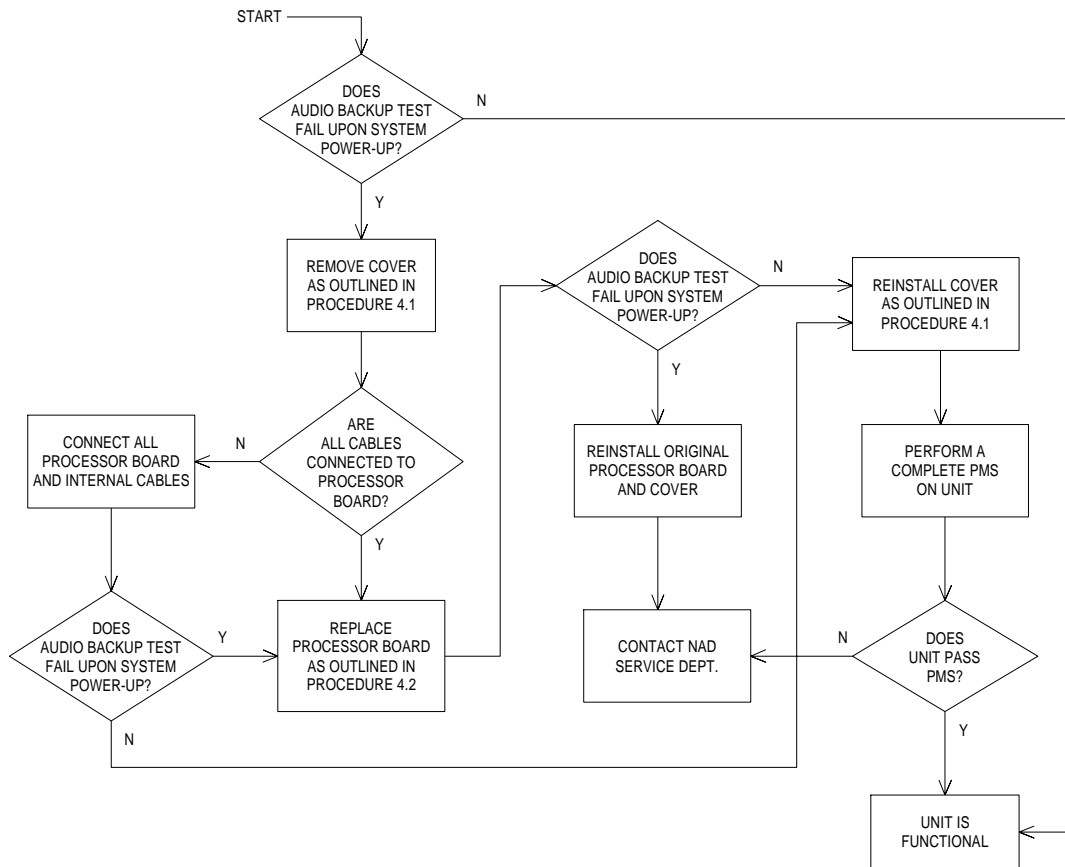 START
DOES
AUDIO BACKUP TEST
FAIL UPON SYSTEM
POWER-UP?
N
Y
REMOVE COVER
AS OUTLINED IN
PROCEDURE 4.1
ARE
ALL CABLES
CONNECTED TO
PROCESSOR
BOARD?
N
Y
CONNECT ALL
PROCESSOR BOARD
AND INTERNAL CABLES
DOES
AUDIO BACKUP TEST
FAIL UPON SYSTEM
POWER-UP?
Y
N
REPLACE
PROCESSOR BOARD
AS OUTLINED IN
PROCEDURE 4.2
DOES
AUDIO BACKUP TEST
FAIL UPON SYSTEM
POWER-UP?
N
Y
REINSTALL ORIGINAL
PROCESSOR BOARD
AND COVER
CONTACT NAD
SERVICE DEPT.
REINSTALL COVER
AS OUTLINED IN
PROCEDURE 4.1
PERFORM A
COMPLETE PMS
ON UNIT
DOES
UNIT PASS
PMS?
N
Y
UNIT IS
FUNCTIONAL